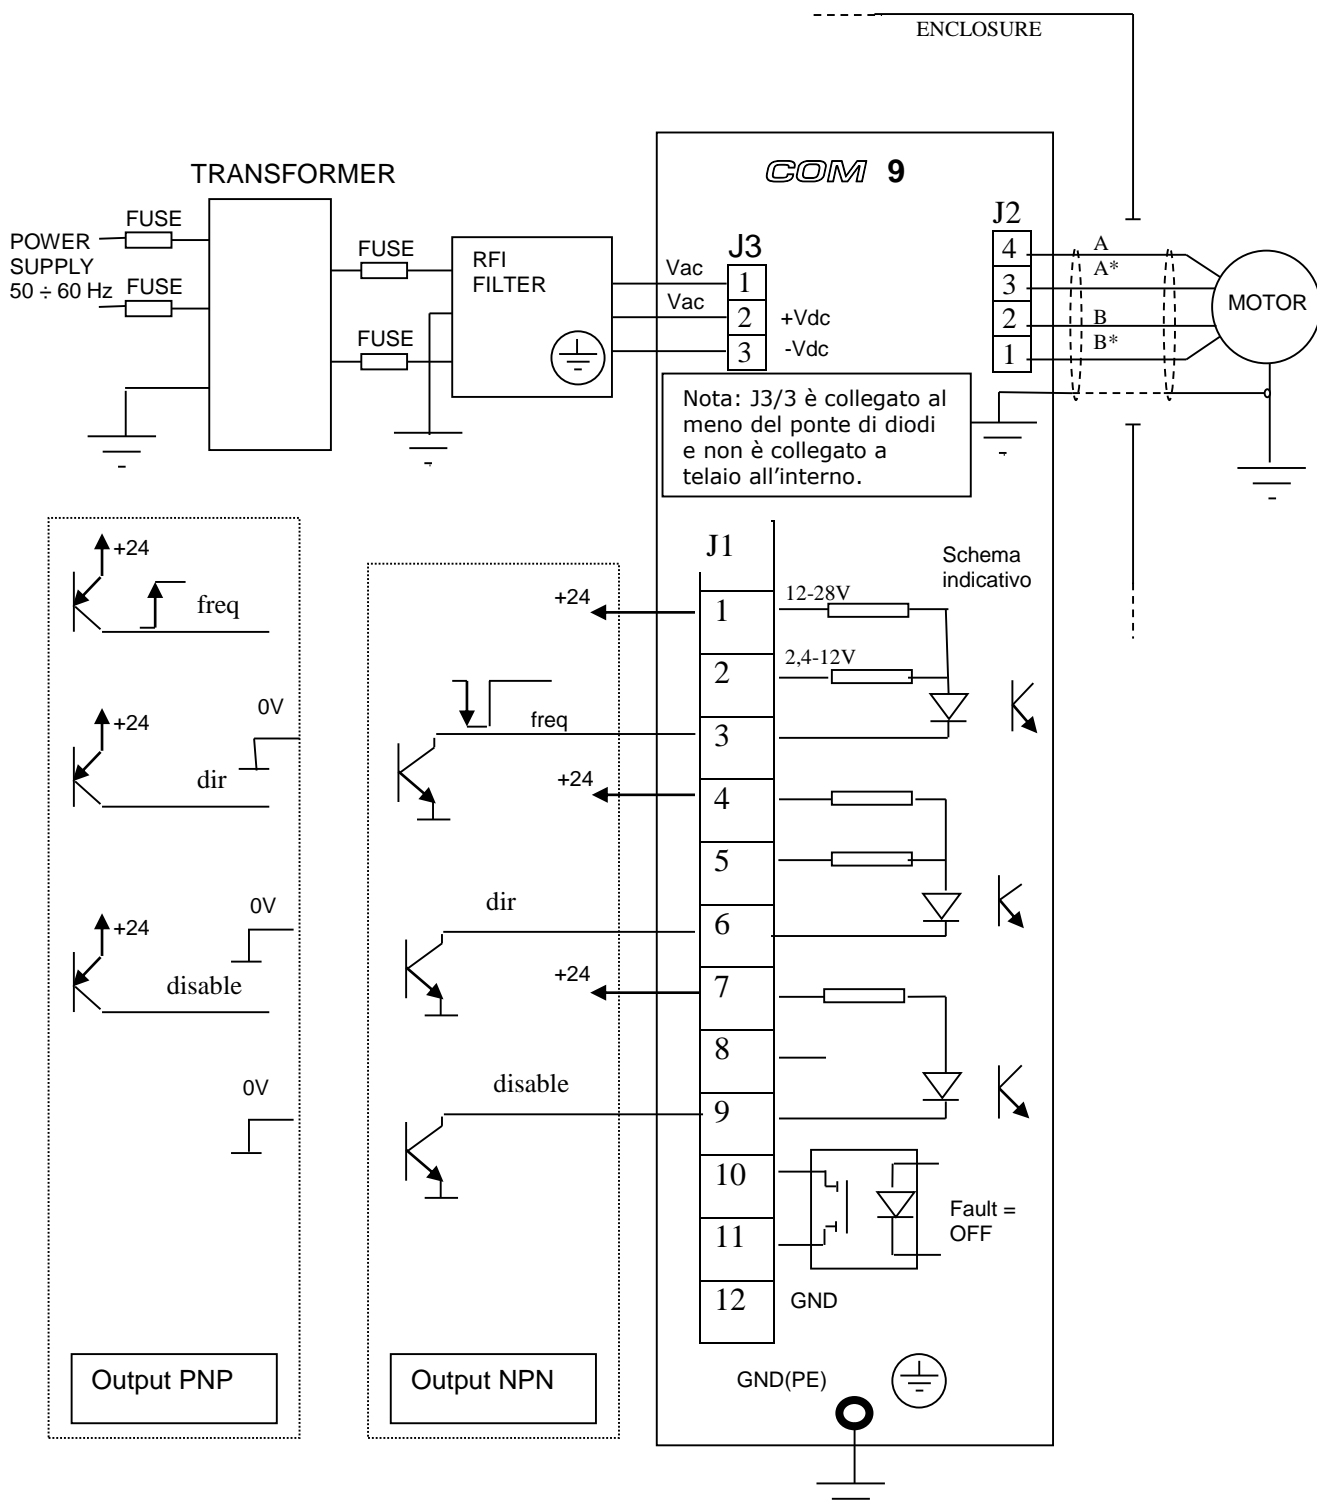 ENCLOSURE
COM 9
TRANSFORMER
J2
FUSE
POWER
SUPPLY
50 ÷ 60 Hz
FUSE
FUSE
FUSE
RFI
FILTER
J3
Vac
1
Vac
2
+Vdc
3
-Vdc
4
A
3
A*
2
B
1
B*
MOTOR
Nota: J3/3 è collegato al
meno del ponte di diodi
e non è collegato a
telaio all'interno.
J1
Schema
indicativo
+24
freq
0V
+24
dir
0V
+24
disable
0V
Output PNP
+24
freq
+24
dir
+24
disable
Output NPN
1
12-28V
2
2,4-12V
3
4
5
6
7
8
9
10
11
Fault =
OFF
12
GND
GND(PE)